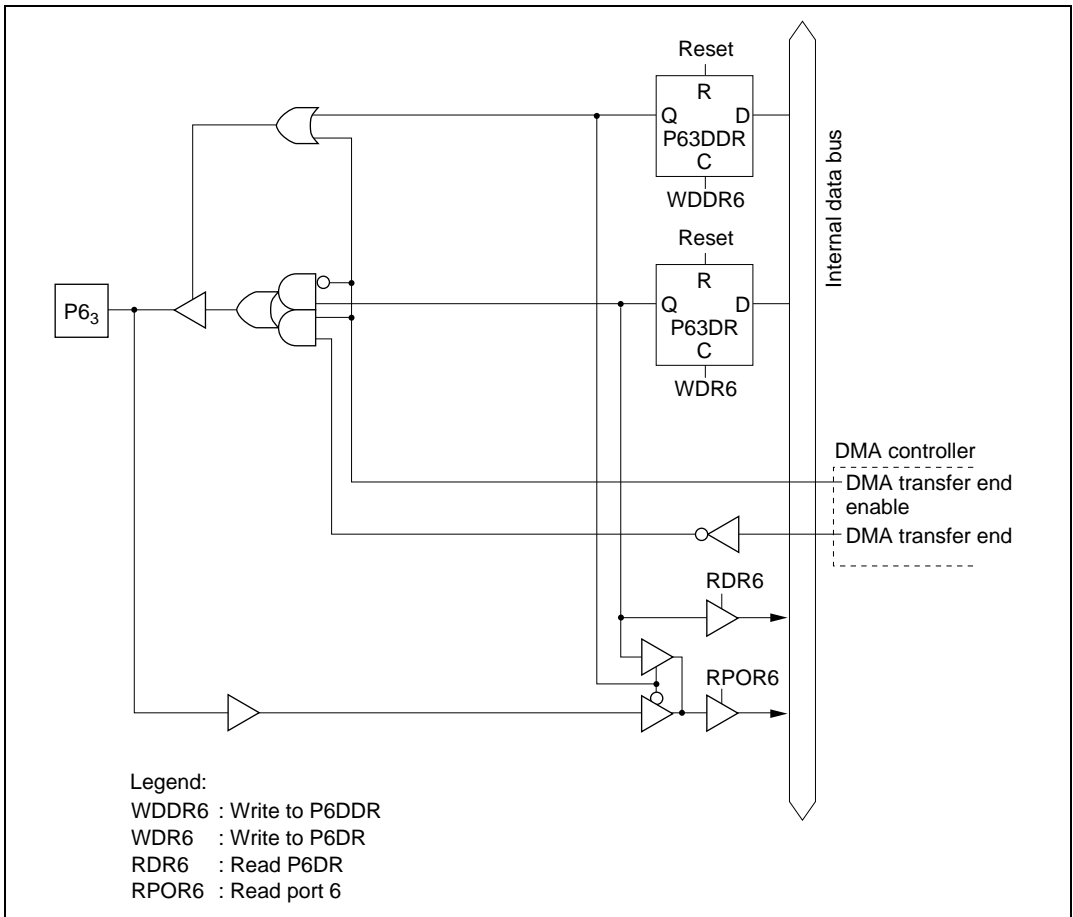 Reset
R
Q D
P63DDR
C
WDDR6
Reset
R
Q D
P63DR
C
WDR6
P6₃
Internal data bus
DMA controller
DMA transfer end
enable
DMA transfer end
RDR6
RPOR6
Legend:
WDDR6 : Write to P6DDR
WDR6 : Write to P6DR
RDR6 : Read P6DR
RPOR6 : Read port 6